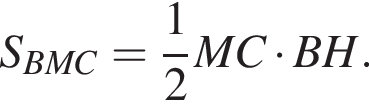 $S_{BMC} = \frac{1}{2} MC \cdot BH.$